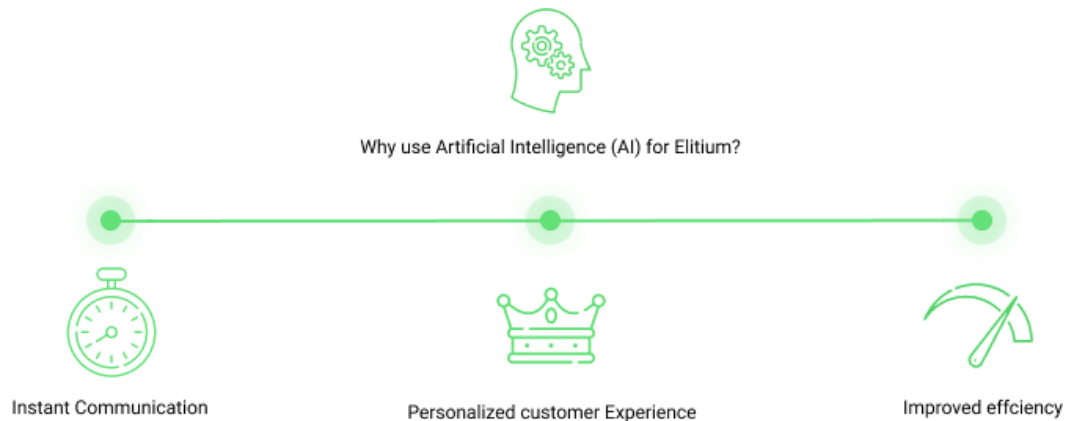 Why use Artificial Intelligence (AI) for Elitium?
Instant Communication
Personalized customer Experience
Improved effciency